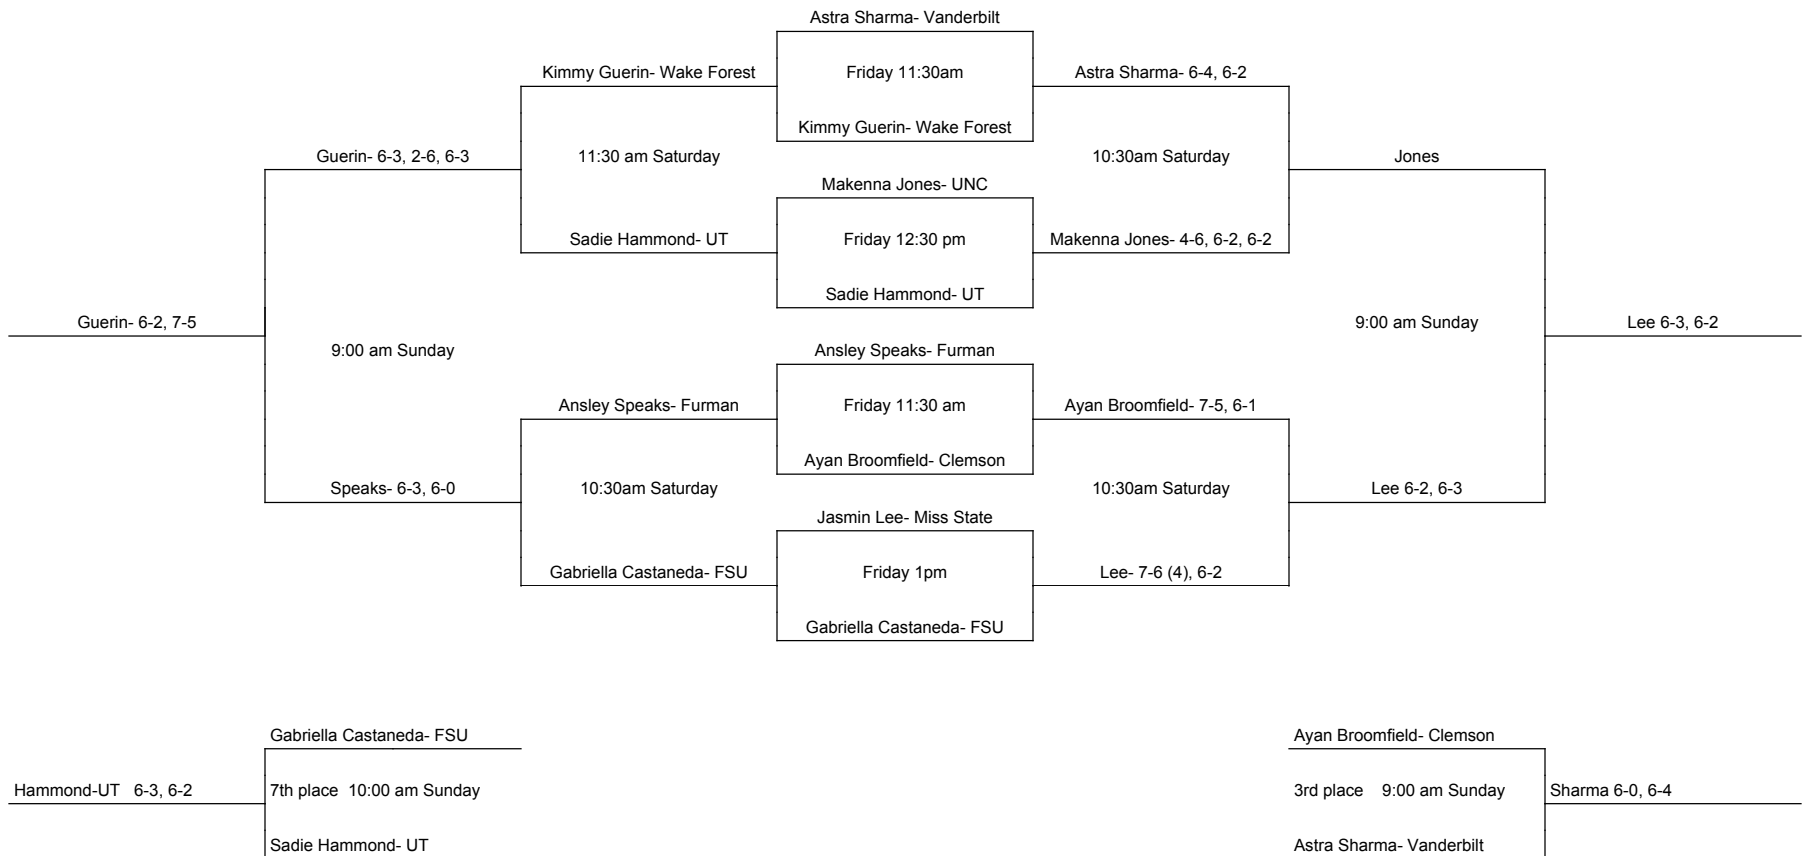 Astra Sharma- Vanderbilt
Kimmy Guerin- Wake Forest
Friday 11:30am
Astra Sharma- 6-4, 6-2
Kimmy Guerin- Wake Forest
Guerin- 6-3, 2-6, 6-3
11:30 am Saturday
10:30am Saturday
Jones
Makenna Jones- UNC
Sadie Hammond- UT
Friday 12:30 pm
Makenna Jones- 4-6, 6-2, 6-2
Sadie Hammond- UT
Guerin- 6-2, 7-5
9:00 am Sunday
Lee 6-3, 6-2
9:00 am Sunday
Ansley Speaks- Furman
Ansley Speaks- Furman
Friday 11:30 am
Ayan Broomfield- 7-5, 6-1
Ayan Broomfield- Clemson
Speaks- 6-3, 6-0
10:30am Saturday
10:30am Saturday
Lee 6-2, 6-3
Jasmin Lee- Miss State
Gabriella Castaneda- FSU
Friday 1pm
Lee- 7-6 (4), 6-2
Gabriella Castaneda- FSU
Gabriella Castaneda- FSU
Ayan Broomfield- Clemson
Hammond-UT 6-3, 6-2
7th place 10:00 am Sunday
3rd place 9:00 am Sunday
Sharma 6-0, 6-4
Sadie Hammond- UT
Astra Sharma- Vanderbilt